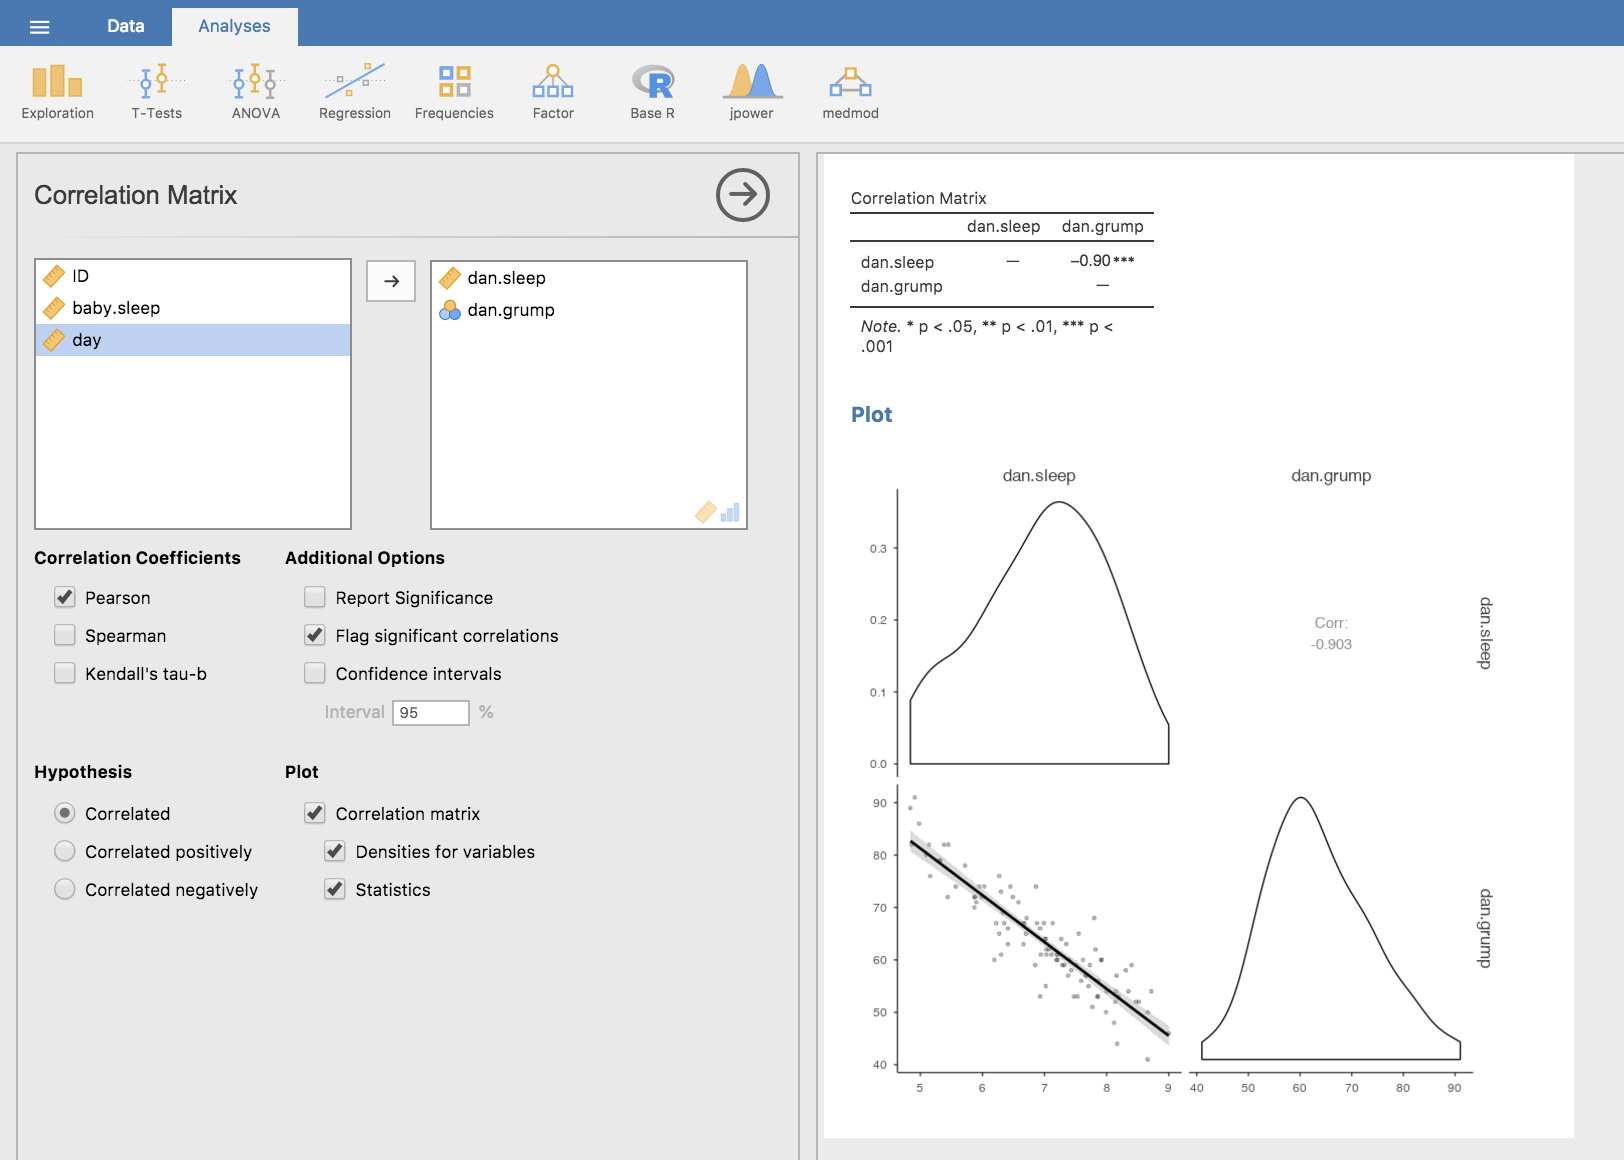 Data Analyses
Exploration T-Tests ANOVA Regression Frequencies Factor Base R jpower medmod
Correlation Matrix
ID
baby.sleep
day
dan.sleep
dan.grump
Correlation Coefficients
Pearson
Spearman
Kendall's tau-b
Additional Options
Report Significance
Flag significant correlations
Confidence intervals
Interval 95 %
Hypothesis
Correlated
Correlated positively
Correlated negatively
Plot
Correlation matrix
Densities for variables
Statistics
Correlation Matrix
dan.sleep dan.grump
dan.sleep — −0.90***
dan.grump —
Note. * p < .05, ** p < .01, *** p <
.001
Plot
dan.sleep dan.grump
0.3
0.2
0.1
0.0
Corr:
-0.903
dan.sleep
90
80
70
60
50
40
dan.grump
5 6 7 8 9 40 50 60 70 80 90